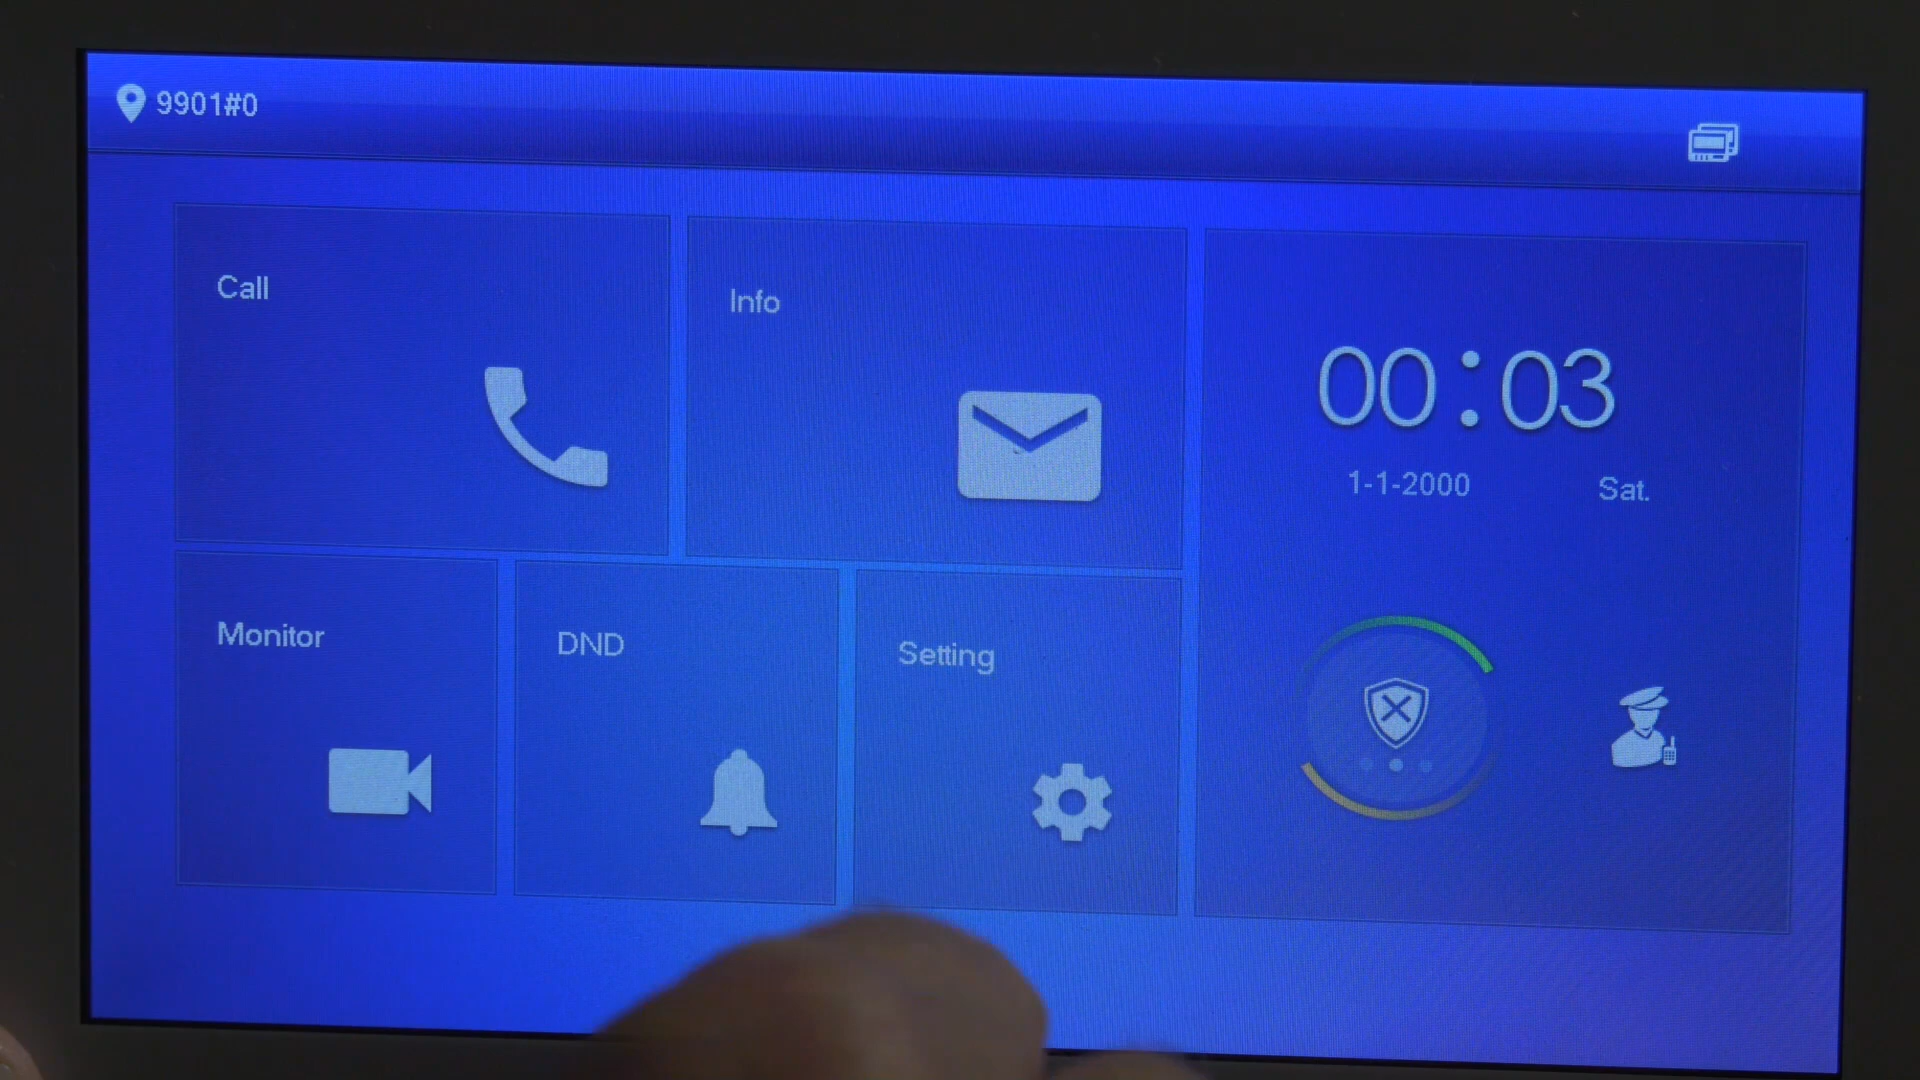 9901#0
Call
Info
00:03
1-1-2000 Sat.
Monitor
DND
Setting